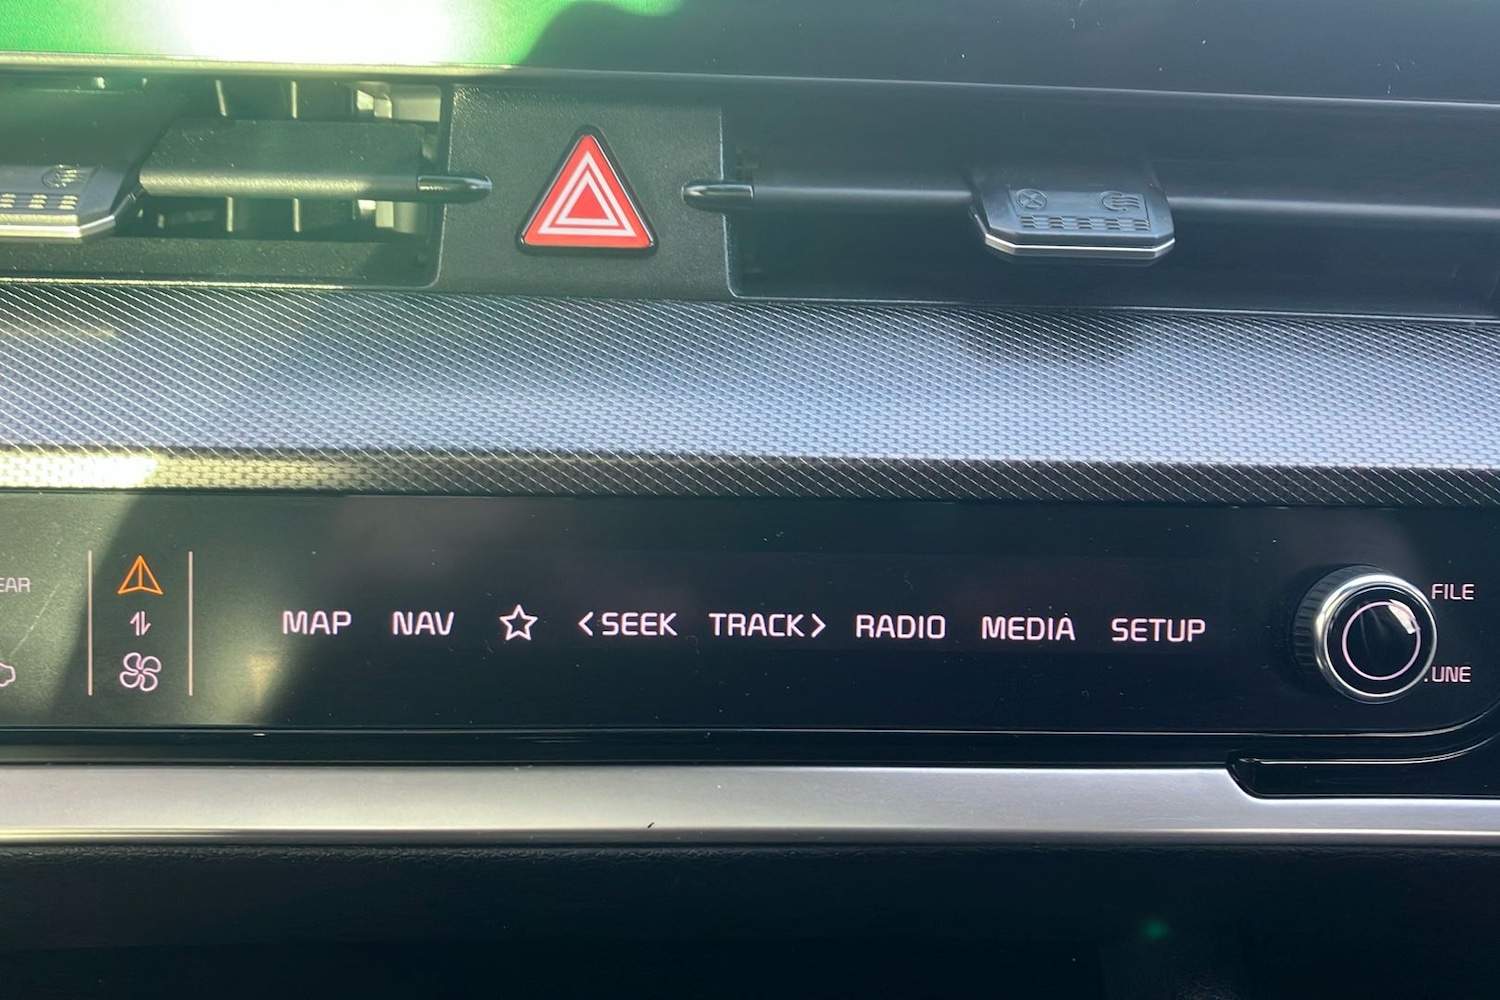 MAP NAV <SEEK TRACK> RADIO MEDIA SETUP
FILE